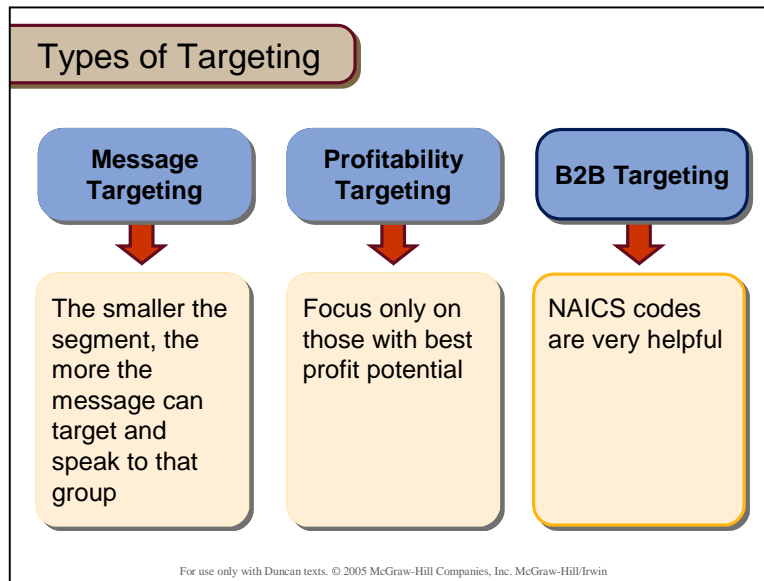 Types of Targeting
Message
Targeting
Profitability
Targeting
B2B Targeting
The smaller the
segment, the
more the
message can
target and
speak to that
group
Focus only on
those with best
profit potential
NAICS codes
are very helpful
For use only with Duncan texts. © 2005 McGraw-Hill Companies, Inc. McGraw-Hill/Irwin